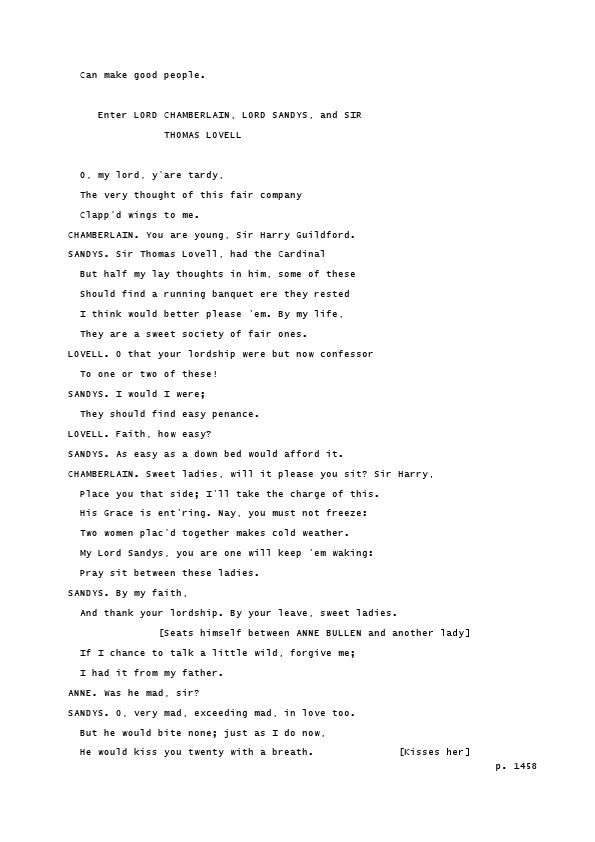 Can make good people.
Enter LORD CHAMBERLAIN, LORD SANDYS, and SIR
THOMAS LOVELL
O, my lord, y'are tardy,
The very thought of this fair company
Clapp'd wings to me.
CHAMBERLAIN. You are young, Sir Harry Guildford.
SANDYS. Sir Thomas Lovell, had the Cardinal
But half my lay thoughts in him, some of these
Should find a running banquet ere they rested
I think would better please 'em. By my life,
They are a sweet society of fair ones.
LOVELL. O that your lordship were but now confessor
To one or two of these!
SANDYS. I would I were;
They should find easy penance.
LOVELL. Faith, how easy?
SANDYS. As easy as a down bed would afford it.
CHAMBERLAIN. Sweet ladies, will it please you sit? Sir Harry,
Place you that side; I'll take the charge of this.
His Grace is ent'ring. Nay, you must not freeze:
Two women plac'd together makes cold weather.
My Lord Sandys, you are one will keep 'em waking:
Pray sit between these ladies.
SANDYS. By my faith,
And thank your lordship. By your leave, sweet ladies.
[Seats himself between ANNE BULLEN and another lady]
If I chance to talk a little wild, forgive me;
I had it from my father.
ANNE. Was he mad, sir?
SANDYS. O, very mad, exceeding mad, in love too.
But he would bite none; just as I do now,
He would kiss you twenty with a breath. [Kisses her]
p. 1458